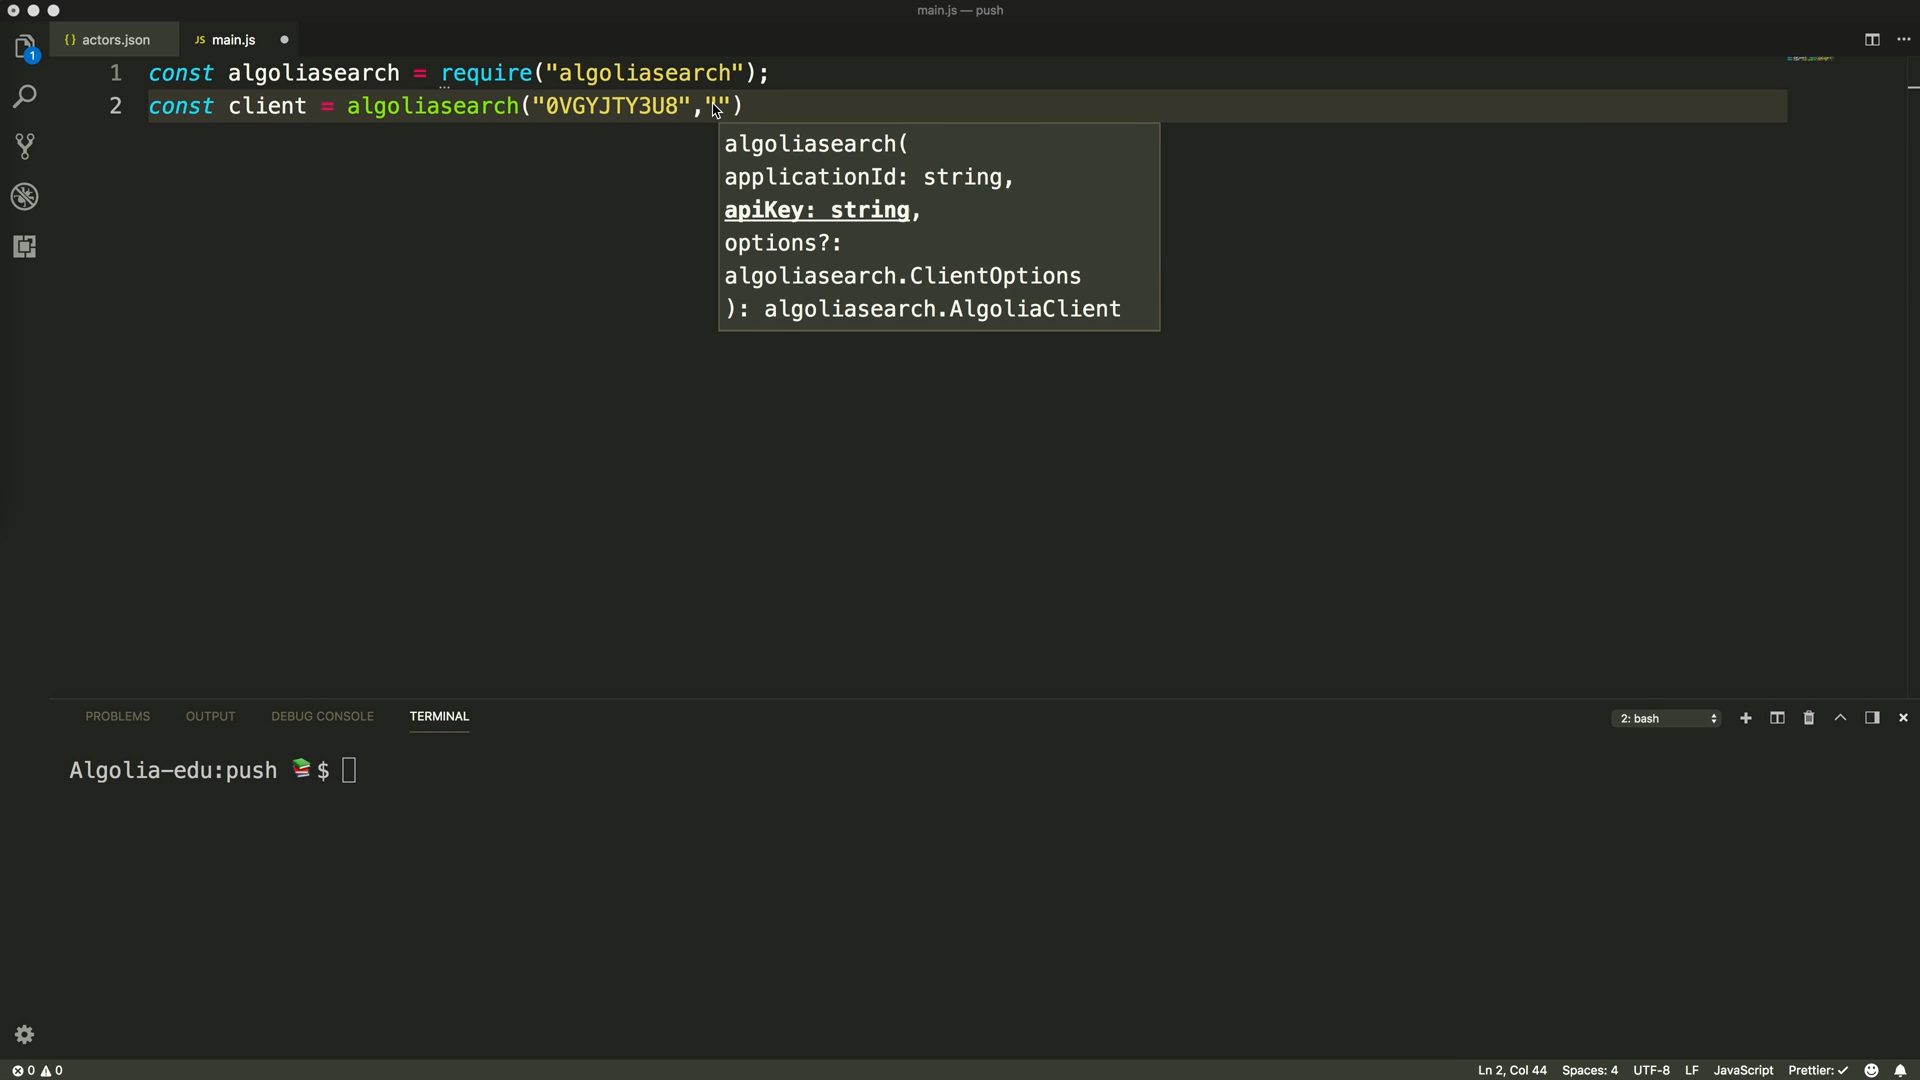 main.js — push
{} actors.json
JS main.js
1
1 const algoliasearch = require("algoliasearch");
2 const client = algoliasearch("0VGYJTY3U8","")
algoliasearch(
applicationId: string,
apiKey: string,
options?:
algoliasearch.ClientOptions
): algoliasearch.AlgoliaClient
PROBLEMS OUTPUT DEBUG CONSOLE TERMINAL
2: bash
Algolia-edu:push 📚$
0 0
Ln 2, Col 44 Spaces: 4 UTF-8 LF JavaScript Prettier: ✓